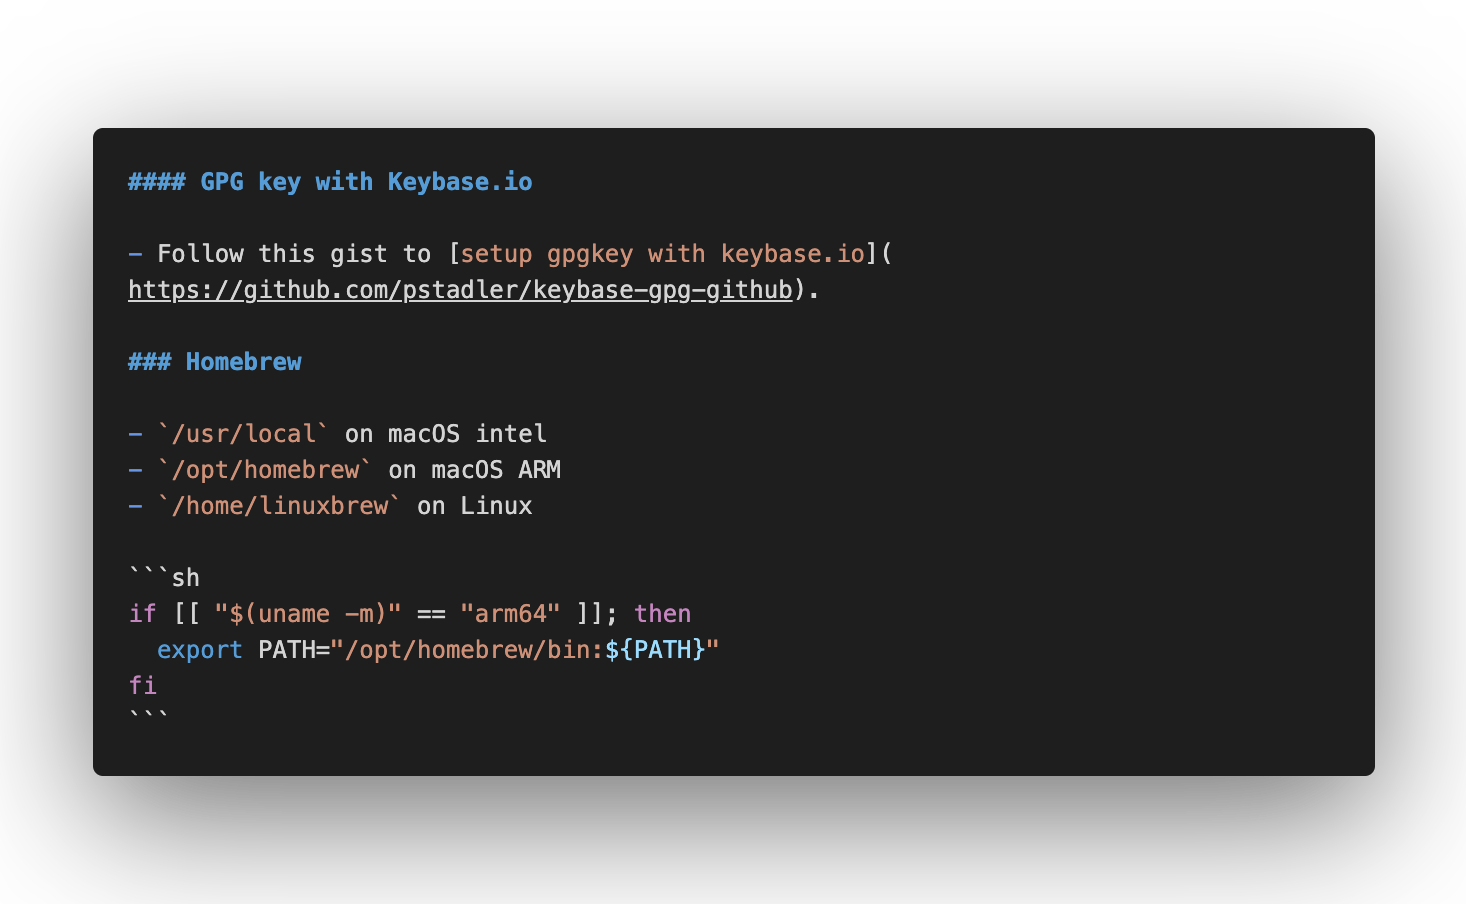 #### GPG key with Keybase.io
- Follow this gist to [setup gpgkey with keybase.io](
https://github.com/pstadler/keybase-gpg-github).
### Homebrew
- `/usr/local` on macOS intel
- `/opt/homebrew` on macOS ARM
- `/home/linuxbrew` on Linux
```sh
if [[ "$(uname -m)" == "arm64" ]]; then
  export PATH="/opt/homebrew/bin:${PATH}"
fi
```